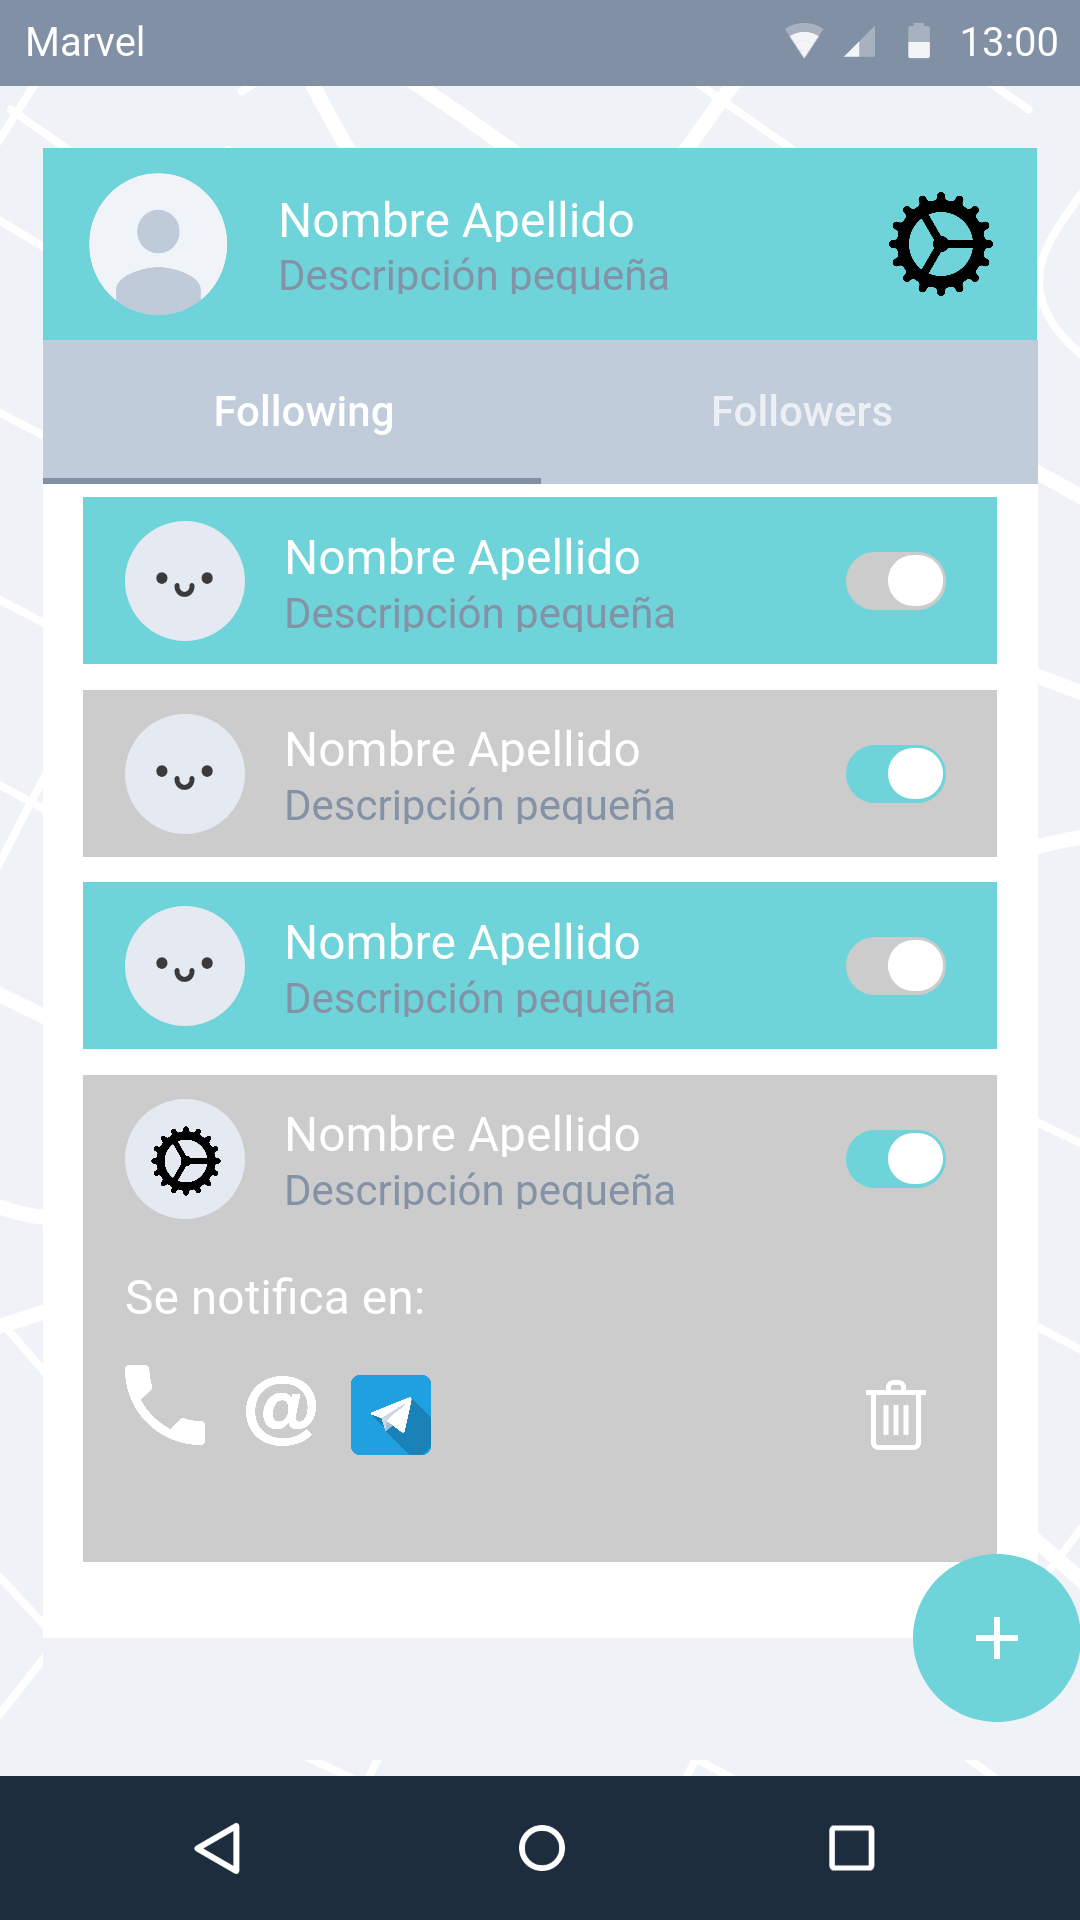 Marvel 13:00
Nombre Apellido
Descripción pequeña
Following Followers
Nombre Apellido
Descripción pequeña
Nombre Apellido
Descripción pequeña
Nombre Apellido
Descripción pequeña
Nombre Apellido
Descripción pequeña
Se notifica en:
@